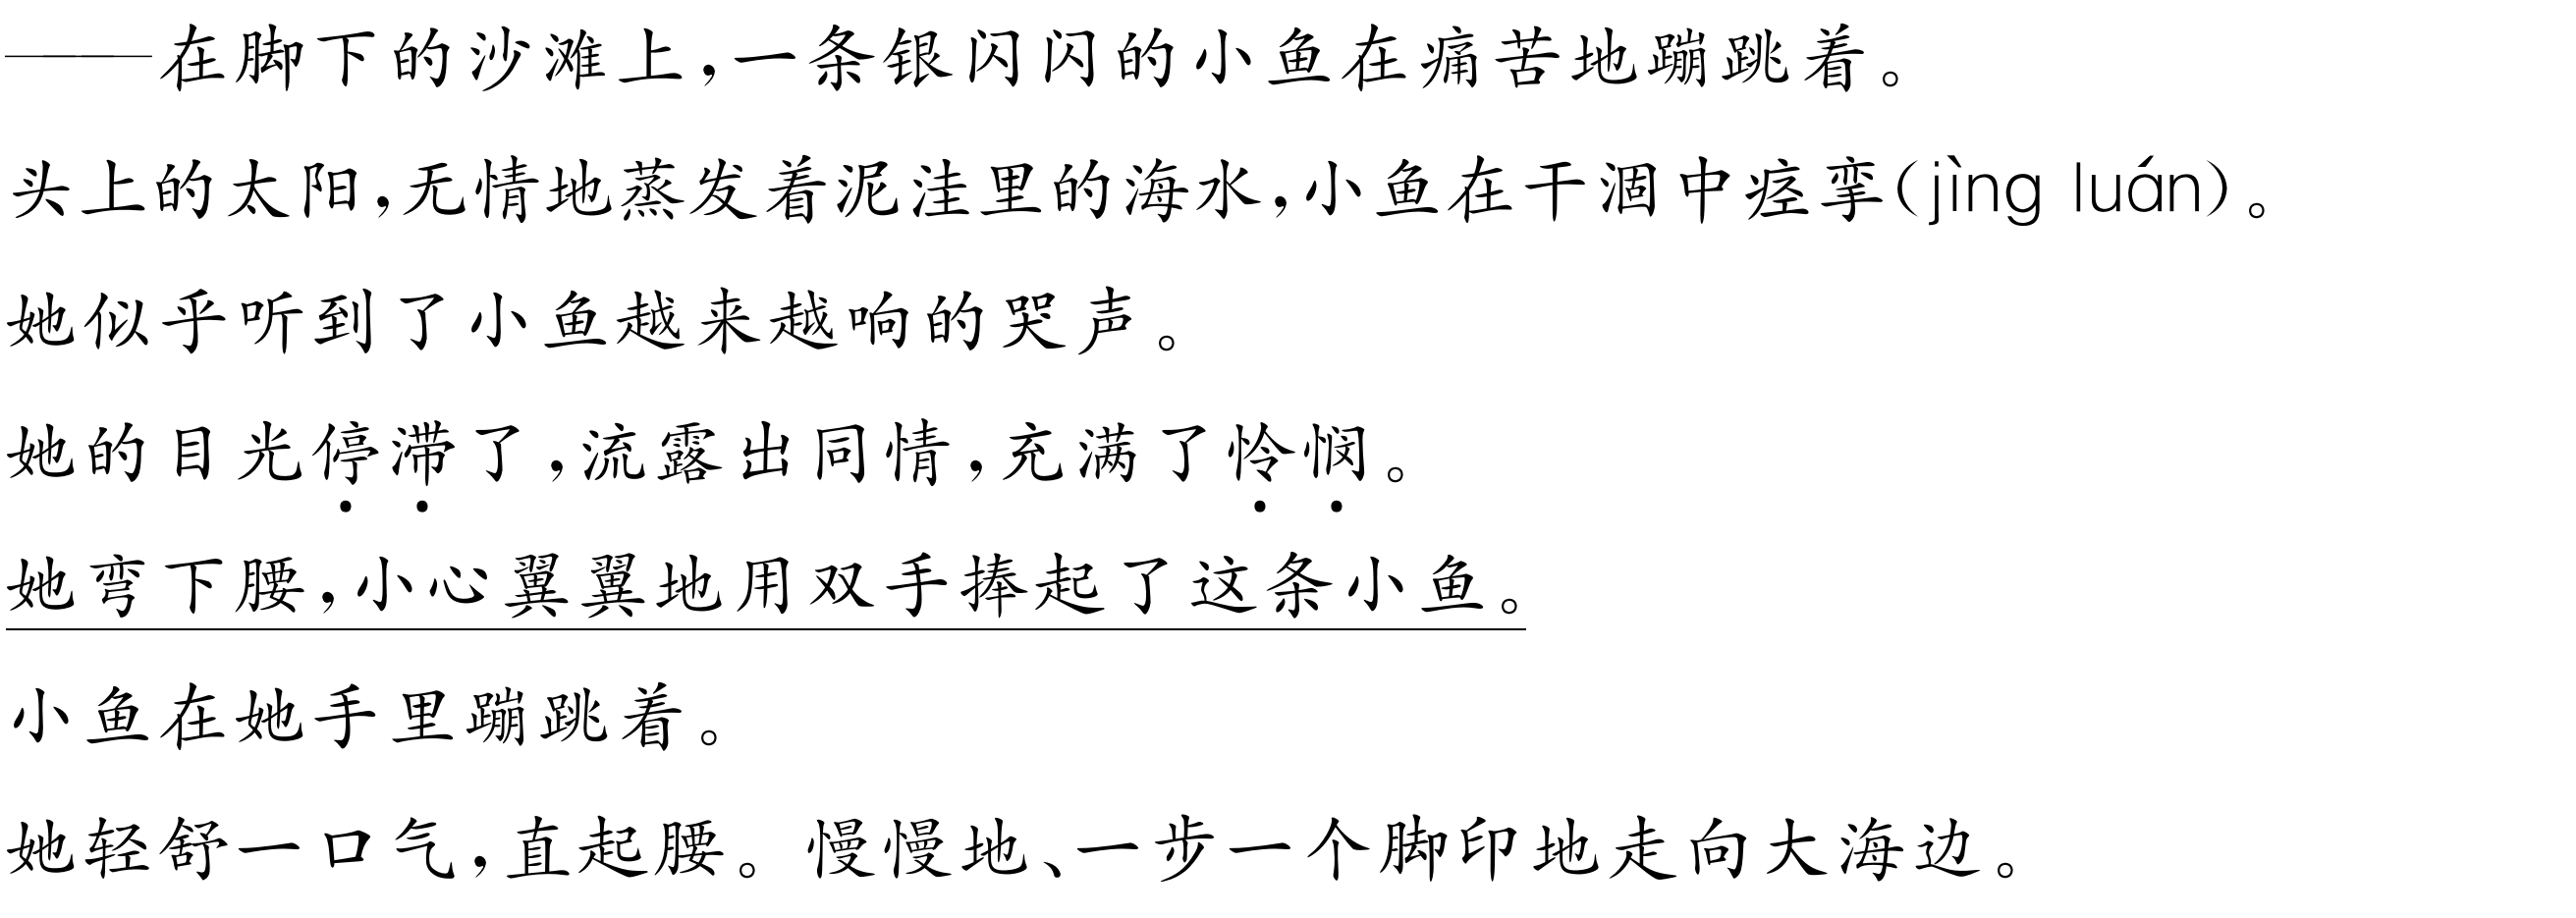 ——在脚下的沙滩上,一条银闪闪的小鱼在痛苦地蹦跳着。
头上的太阳,无情地蒸发着泥洼里的海水,小鱼在干涸中痉挛(jìng luán)。
她似乎听到了小鱼越来越响的哭声。
她的目光停滞了,流露出同情,充满了怜悯。
她弯下腰,小心翼翼地用双手捧起了这条小鱼。
小鱼在她手里蹦跳着。
她轻舒一口气,直起腰。慢慢地、一步一个脚印地走向大海边。